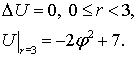 ΔU = 0, 0 ≤ r < 3,
U|ᵣ₌₃ = −2φ² + 7.